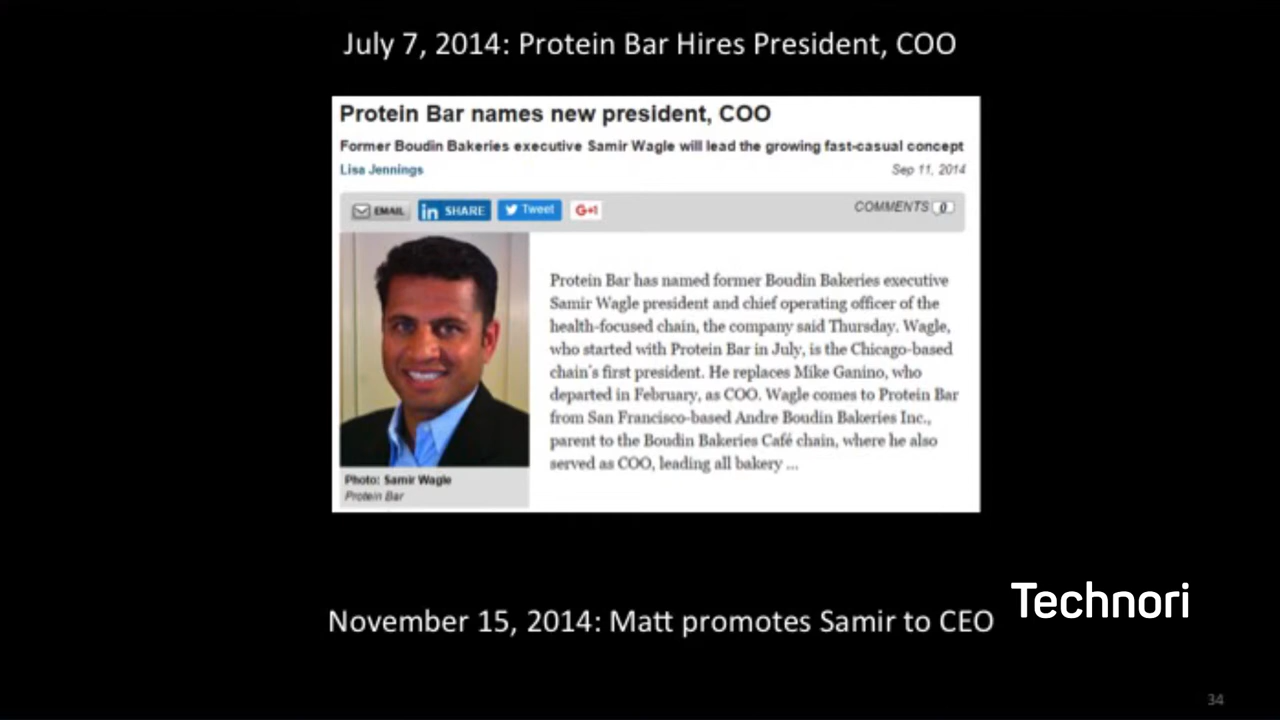 July 7, 2014: Protein Bar Hires President, COO
Protein Bar names new president, COO
Former Boudin Bakeries executive Samir Wagle will lead the growing fast-casual concept
Lisa Jennings
Sep 11, 2014
EMAIL
in SHARE
Tweet
G+1
COMMENTS 0
Protein Bar has named former Boudin Bakeries executive
Samir Wagle president and chief operating officer of the
health-focused chain, the company said Thursday. Wagle,
who started with Protein Bar in July, is the Chicago-based
chain's first president. He replaces Mike Ganino, who
departed in February, as COO. Wagle comes to Protein Bar
from San Francisco-based Andre Boudin Bakeries Inc.,
parent to the Boudin Bakeries Café chain, where he also
served as COO, leading all bakery ...
Photo: Samir Wagle
Protein Bar
November 15, 2014: Matt promotes Samir to CEO
Technori
34